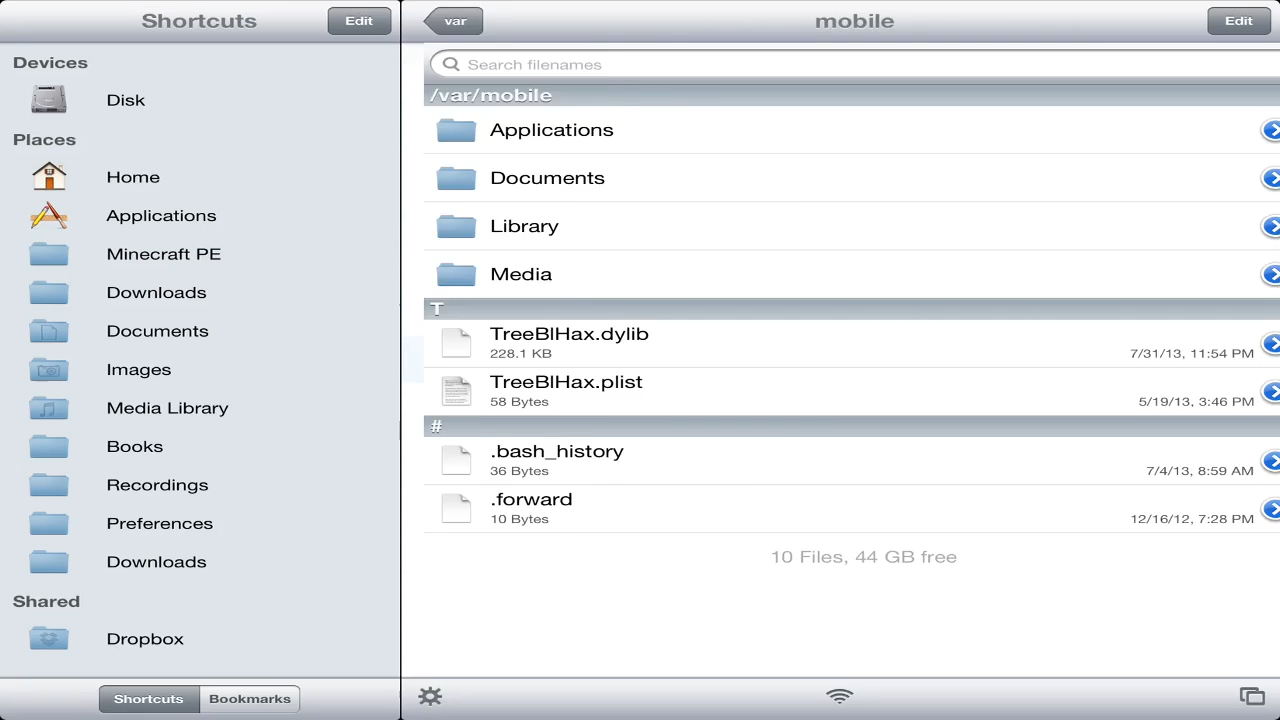 Shortcuts
Edit
Devices
Disk
Places
Home
Applications
Minecraft PE
Downloads
Documents
Images
Media Library
Books
Recordings
Preferences
Downloads
Shared
Dropbox
Shortcuts
Bookmarks
var
mobile
Edit
Search filenames
/var/mobile
Applications
Documents
Library
Media
T
TreeBlHax.dylib
228.1 KB
7/31/13, 11:54 PM
TreeBlHax.plist
58 Bytes
5/19/13, 3:46 PM
#
.bash_history
36 Bytes
7/4/13, 8:59 AM
.forward
10 Bytes
12/16/12, 7:28 PM
10 Files, 44 GB free